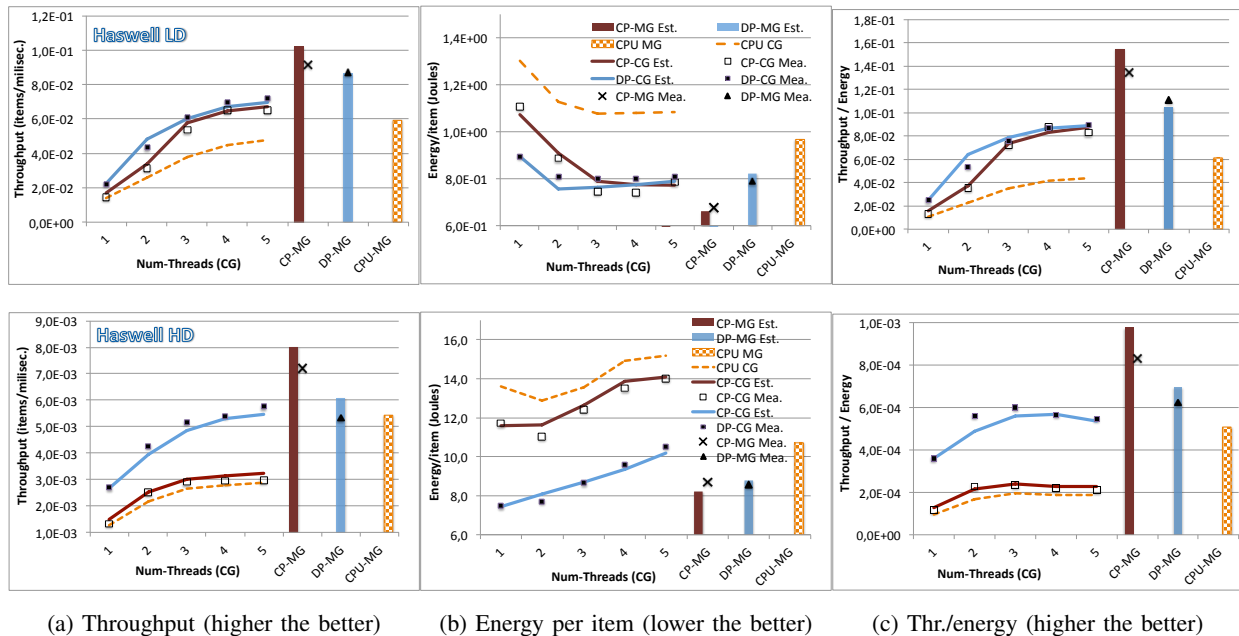 Haswell LD
Throughput (items/milisec.)
1,2E-01
1,0E-01
8,0E-02
6,0E-02
4,0E-02
2,0E-02
0,0E+00
1 2 3 4 5 CP-MG DP-MG CPU-MG
Num-Threads (CG)
Energy/item (Joules)
1,4E+00
1,2E+00
1,0E+00
8,0E-01
6,0E-01
CP-MG Est. DP-MG Est.
CPU MG CPU CG
CP-CG Est. CP-CG Mea.
DP-CG Est. DP-CG Mea.
CP-MG Mea. DP-MG Mea.
1 2 3 4 5 CP-MG DP-MG CPU-MG
Num-Threads (CG)
Throughput / Energy
1,8E-01
1,6E-01
1,4E-01
1,2E-01
1,0E-01
8,0E-02
6,0E-02
4,0E-02
2,0E-02
0,0E+00
1 2 3 4 5 CP-MG DP-MG CPU-MG
Num-Threads (CG)
Haswell HD
Throughput (items/milisec.)
9,0E-03
8,0E-03
7,0E-03
6,0E-03
5,0E-03
4,0E-03
3,0E-03
2,0E-03
1,0E-03
1 2 3 4 5 CP-MG DP-MG CPU-MG
Num-Threads (CG)
Energy/item (Joules)
16,0
14,0
12,0
10,0
8,0
6,0
CP-MG Est.
DP-MG Est.
CPU MG
CPU CG
CP-CG Est.
CP-CG Mea.
CP-CG Est.
DP-CG Mea.
CP-MG Mea.
DP-MG Mea.
1 2 3 4 5 CP-MG DP-MG CPU-MG
Num-Threads (CG)
Throughput / Energy
1,0E-03
8,0E-04
6,0E-04
4,0E-04
2,0E-04
0,0E+00
1 2 3 4 5 CP-MG DP-MG CPU-MG
Num-Threads (CG)
(a) Throughput (higher the better)
(b) Energy per item (lower the better)
(c) Thr./energy (higher the better)